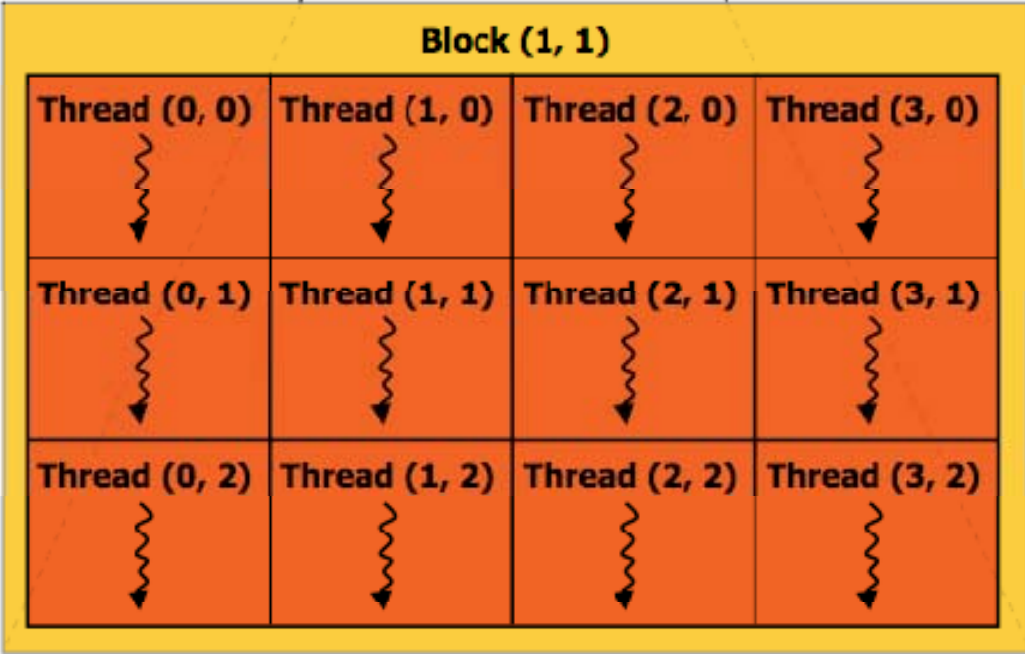 Block (1, 1)
Thread (0, 0) Thread (1, 0) Thread (2, 0) Thread (3, 0)
Thread (0, 1) Thread (1, 1) Thread (2, 1) Thread (3, 1)
Thread (0, 2) Thread (1, 2) Thread (2, 2) Thread (3, 2)